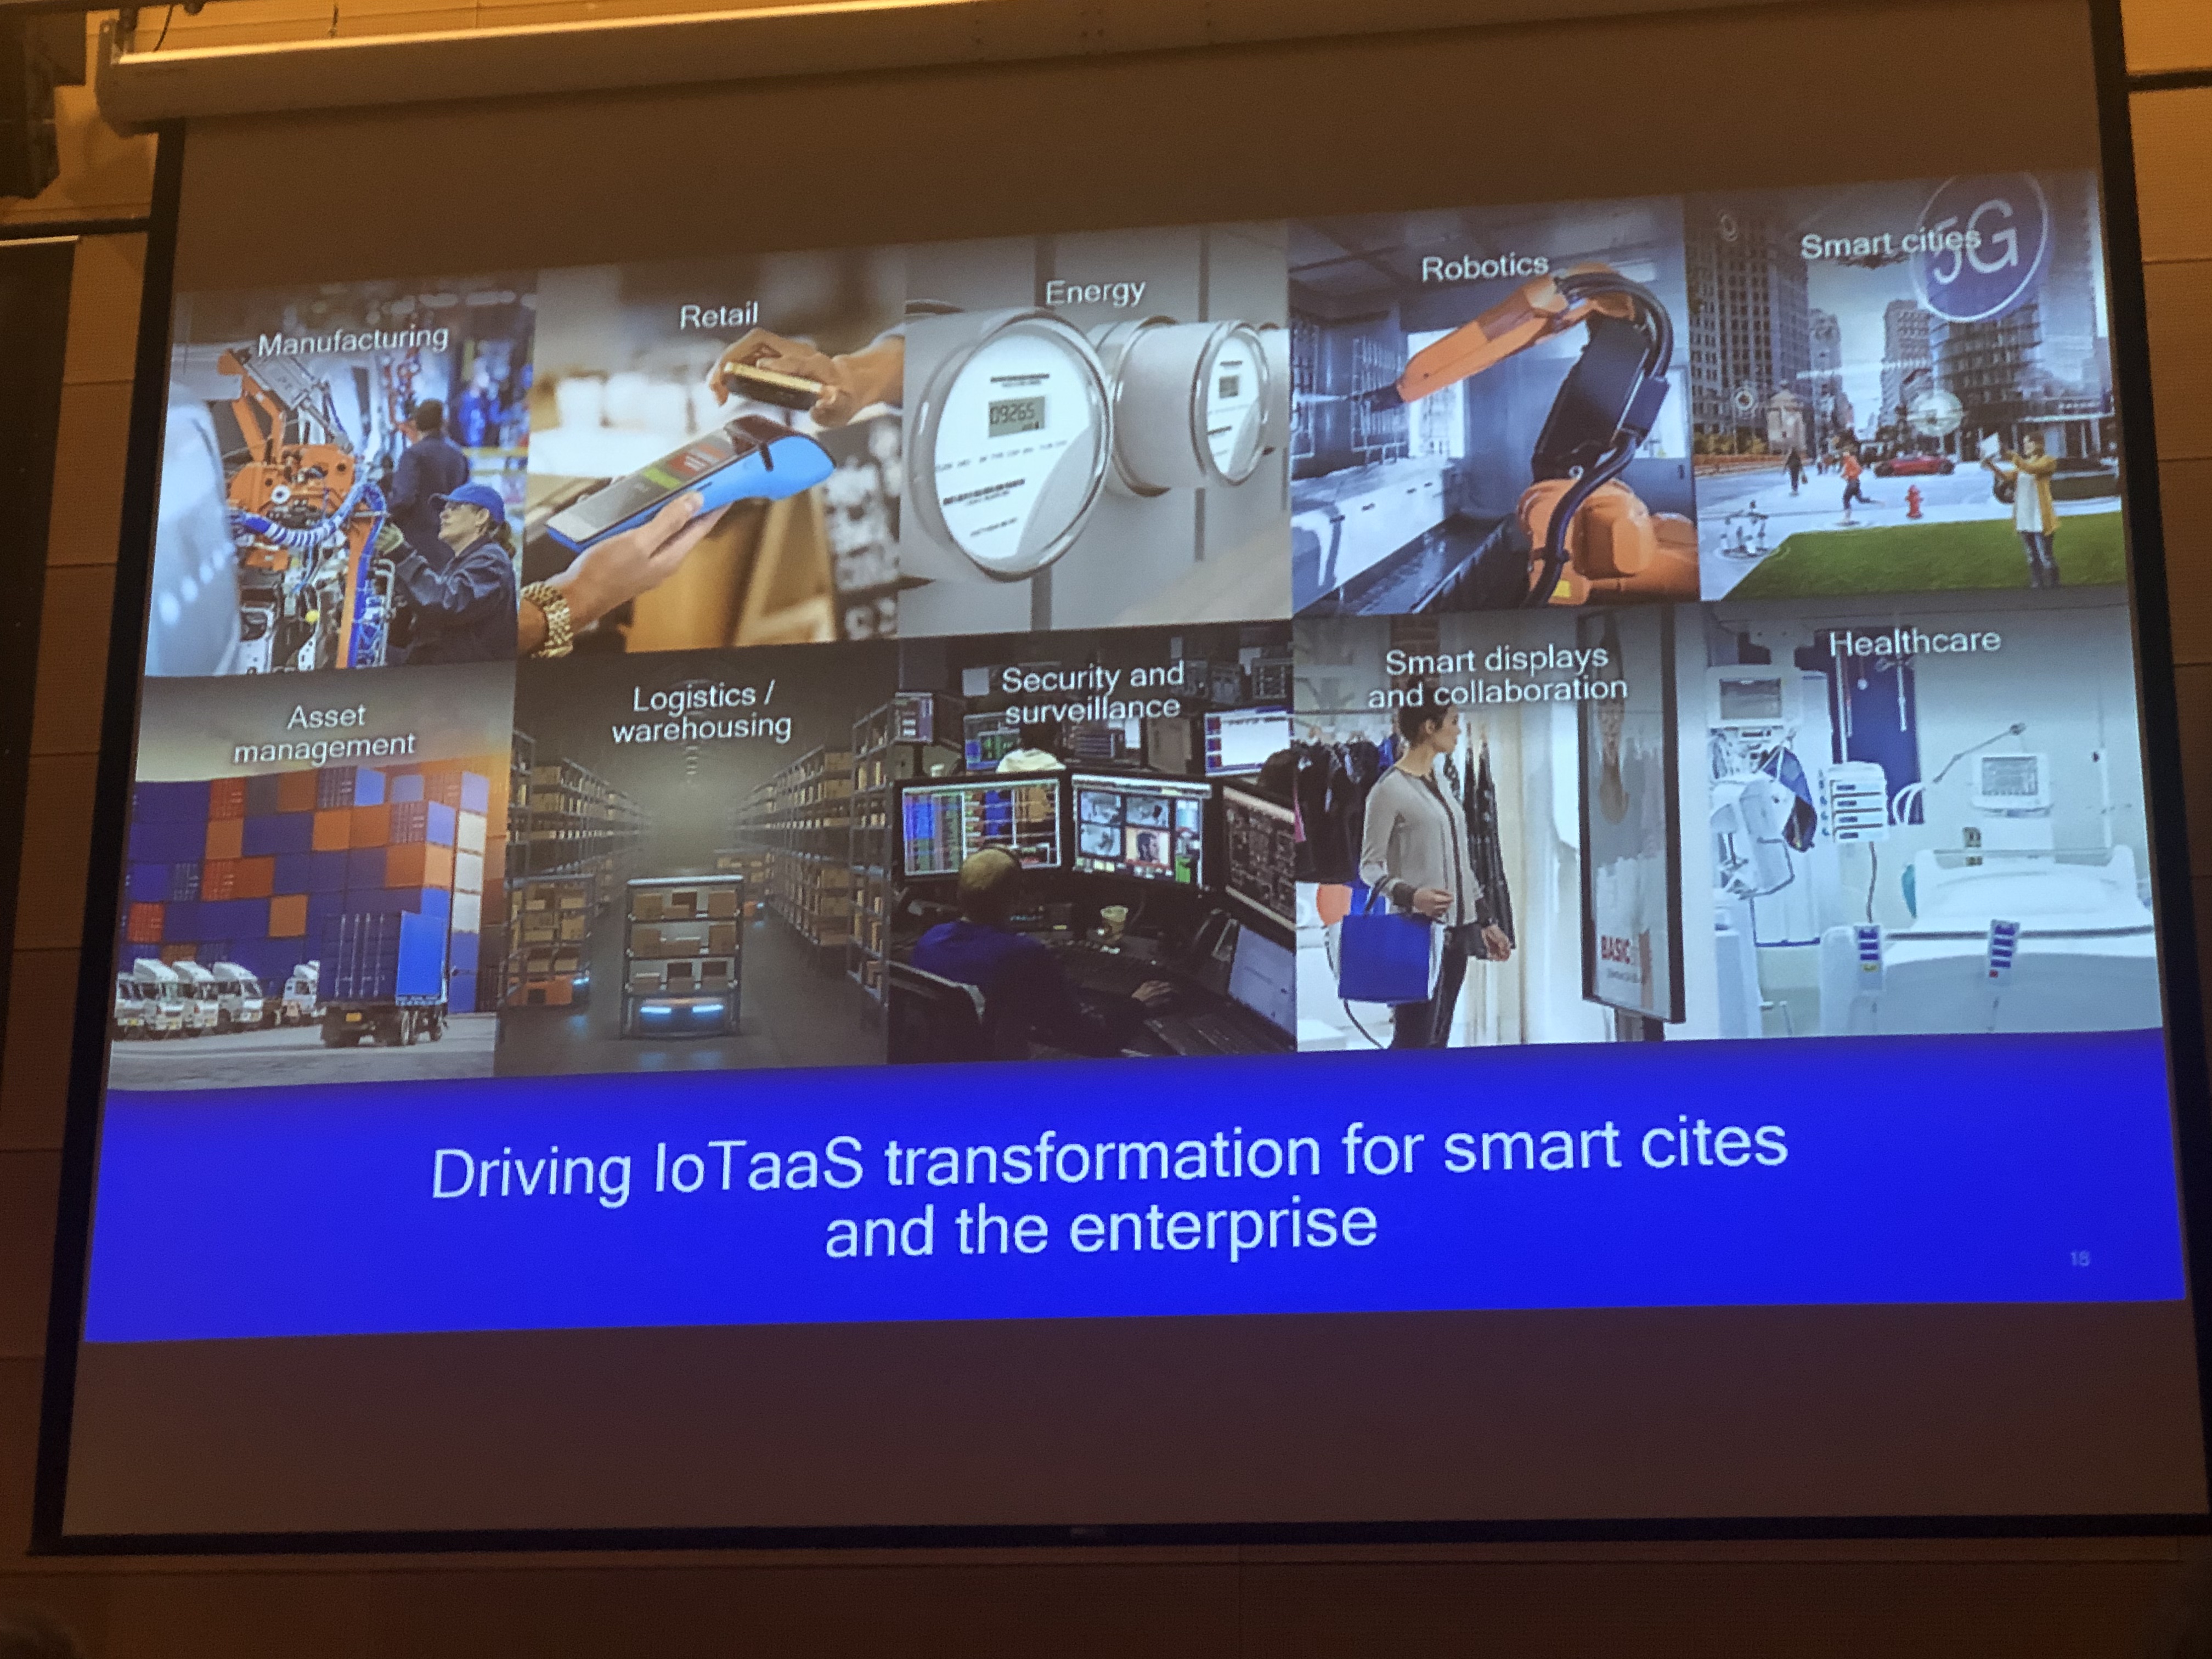 Manufacturing
Retail
Energy
Robotics
Smart cities
5G
09265
Asset
management
Logistics /
warehousing
Security and
surveillance
Smart displays
and collaboration
BASIC
Healthcare
Driving IoTaaS transformation for smart cites
and the enterprise
18